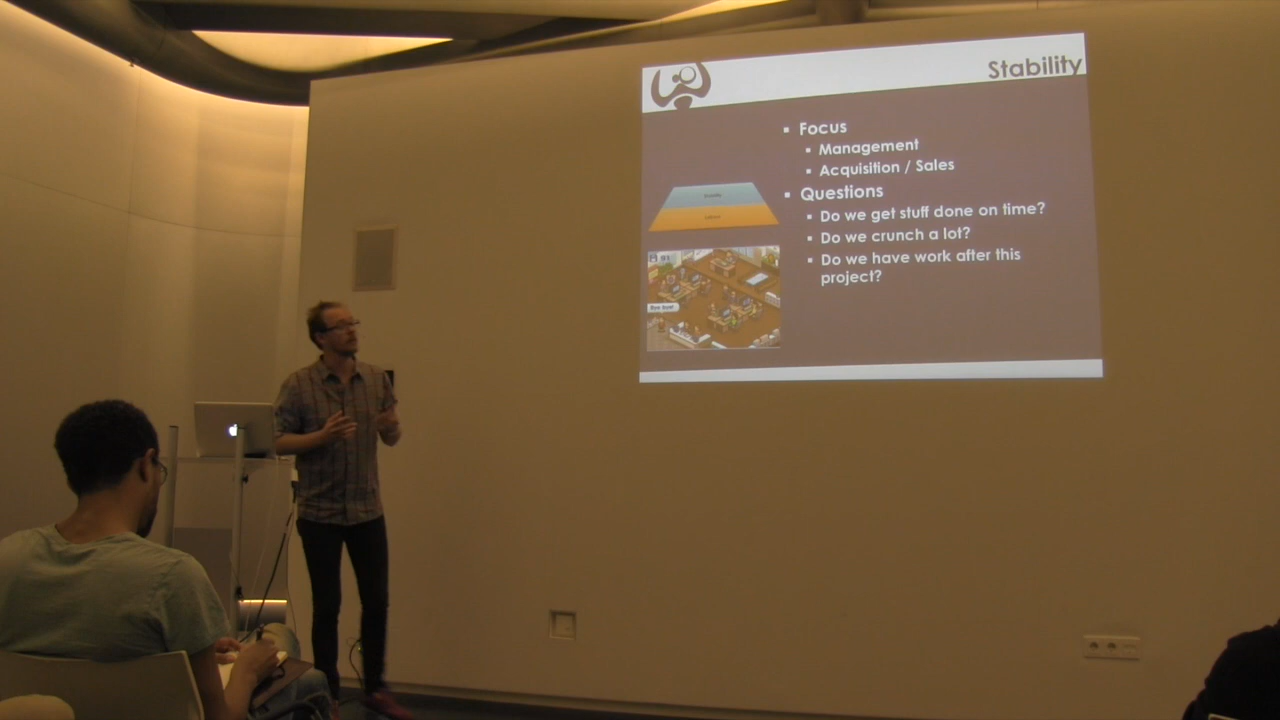 Stability
Focus
Management
Acquisition / Sales
Questions
Do we get stuff done on time?
Do we crunch a lot?
Do we have work after this
project?